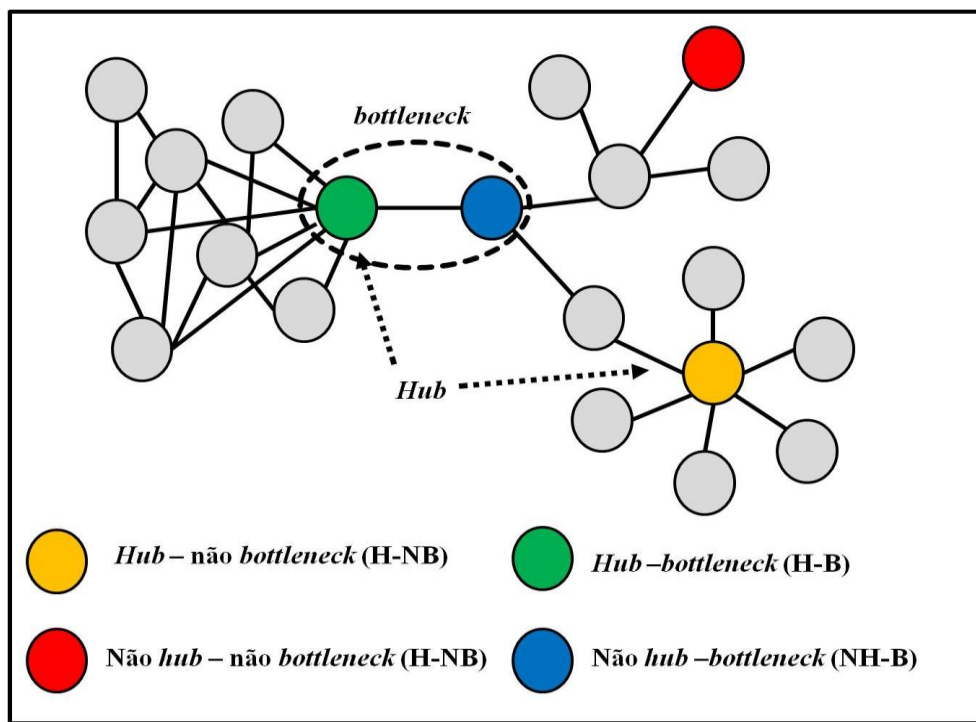 bottleneck
Hub
Hub – não bottleneck (H-NB)
Hub –bottleneck (H-B)
Não hub – não bottleneck (H-NB)
Não hub –bottleneck (NH-B)